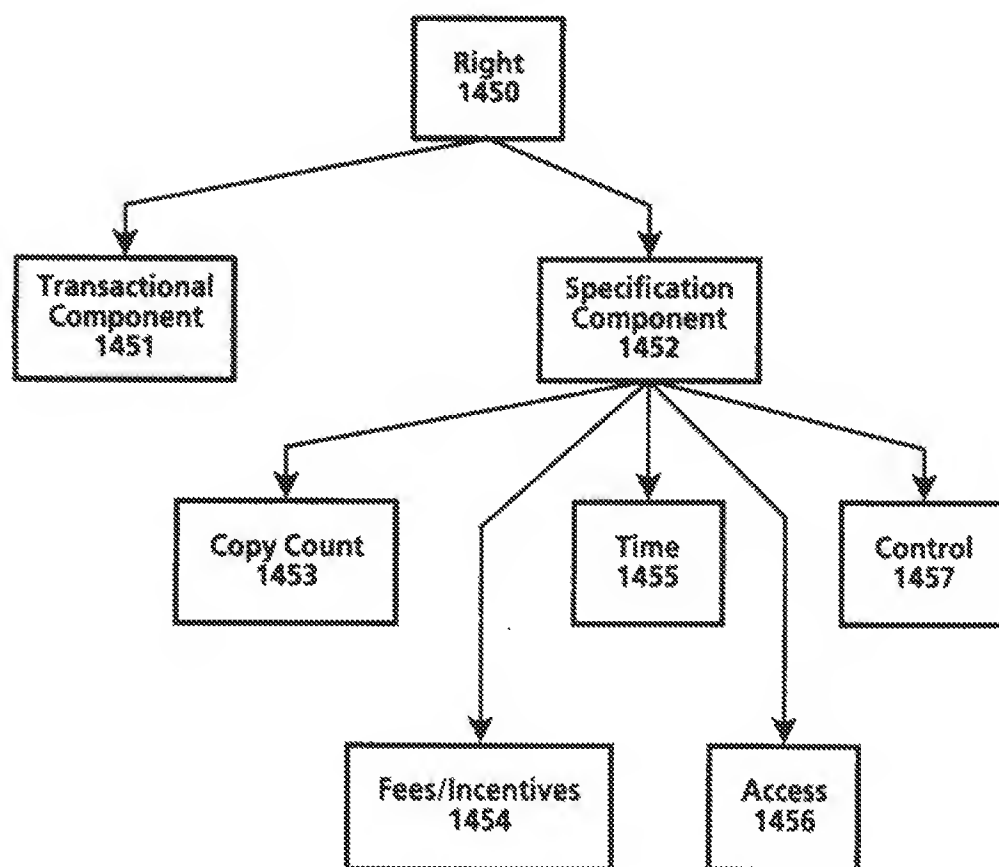 Right
1450
Transactional
Component
1451
Specification
Component
1452
Copy Count
1453
Time
1455
Control
1457
Fees/Incentives
1454
Access
1456